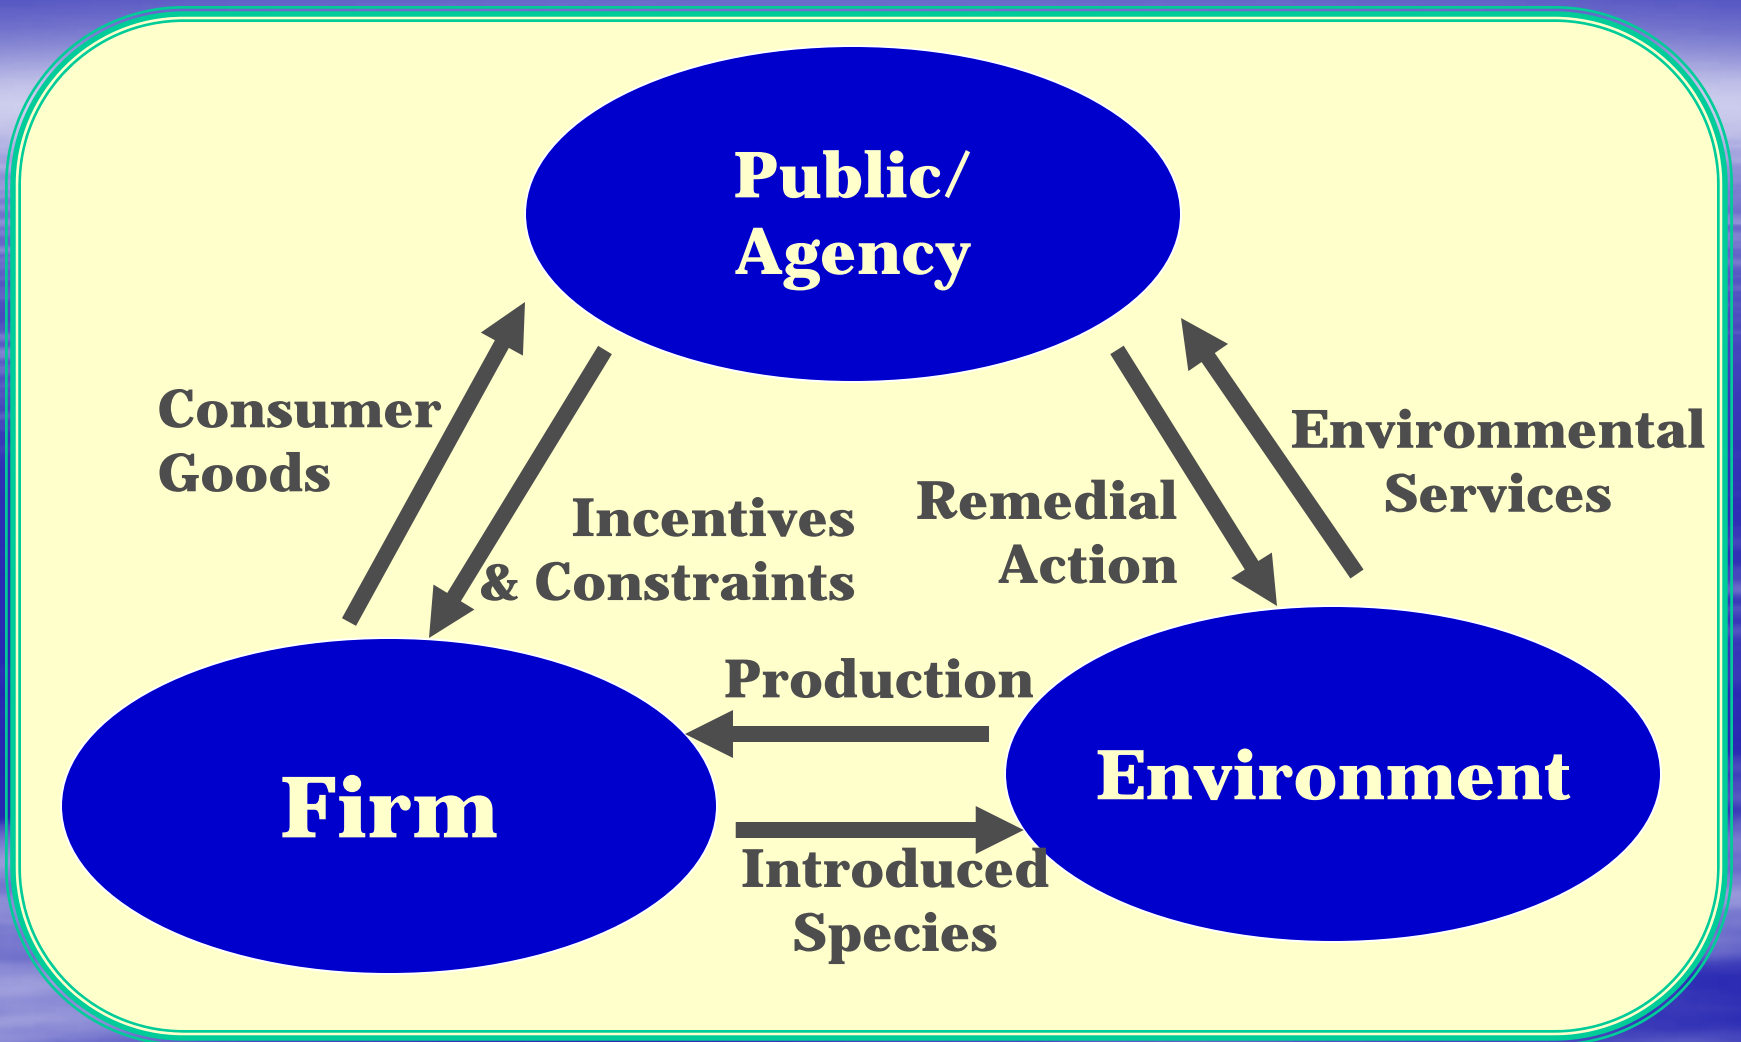 Public/
Agency
Consumer
Goods
Environmental
Services
Incentives
& Constraints
Remedial
Action
Production
Firm
Environment
Introduced
Species